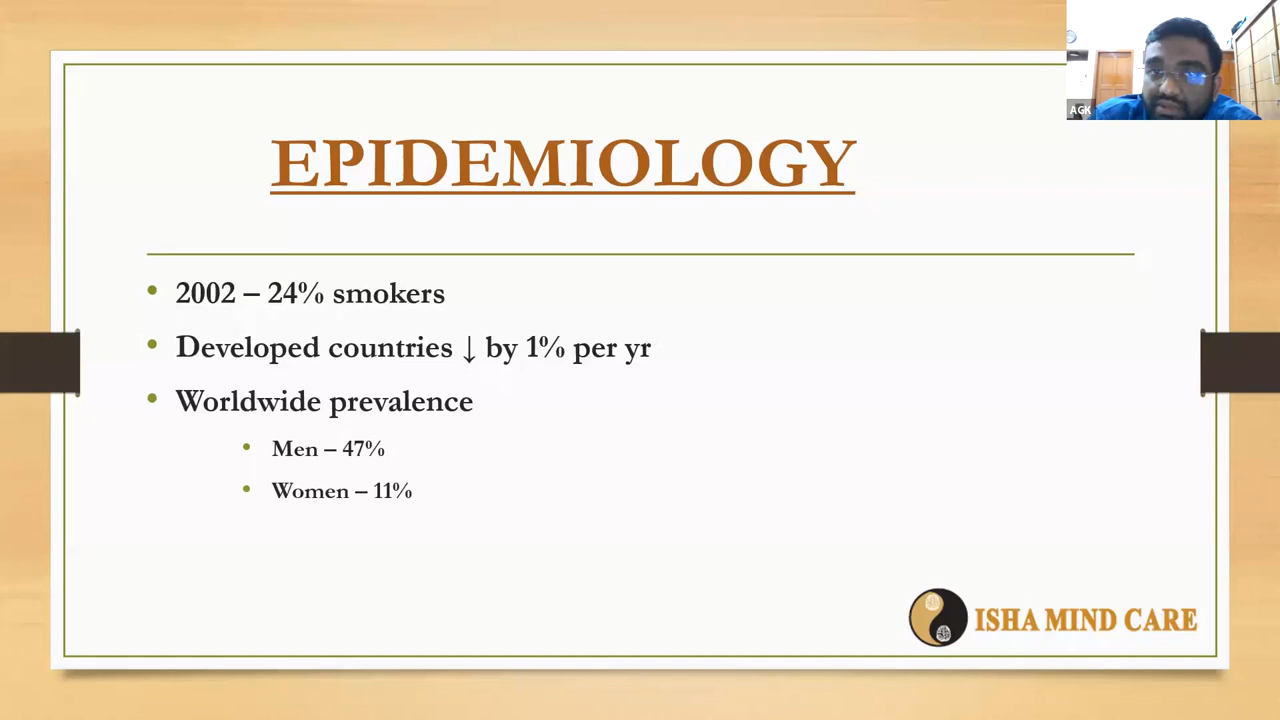 AGK
EPIDEMIOLOGY
• 2002 – 24% smokers
• Developed countries ↓ by 1% per yr
• Worldwide prevalence
• Men – 47%
• Women – 11%
ISHA MIND CARE